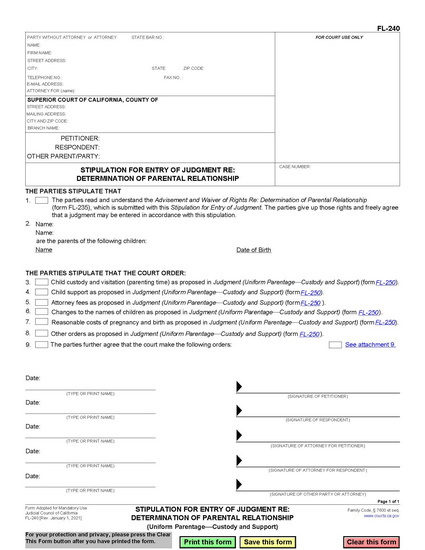 FL-240
PARTY WITHOUT ATTORNEY or ATTORNEY STATE BAR NO.:
NAME:
FIRM NAME:
STREET ADDRESS:
CITY: STATE: ZIP CODE:
TELEPHONE NO.: FAX NO.:
E-MAIL ADDRESS:
ATTORNEY FOR (name):
FOR COURT USE ONLY
SUPERIOR COURT OF CALIFORNIA, COUNTY OF
STREET ADDRESS:
MAILING ADDRESS:
CITY AND ZIP CODE:
BRANCH NAME:
PETITIONER:
RESPONDENT:
OTHER PARENT/PARTY:
STIPULATION FOR ENTRY OF JUDGMENT RE:
DETERMINATION OF PARENTAL RELATIONSHIP
CASE NUMBER:
THE PARTIES STIPULATE THAT
1. The parties read and understand the Advisement and Waiver of Rights Re: Determination of Parental Relationship
(form FL-235), which is submitted with this Stipulation for Entry of Judgment. The parties give up those rights and freely agree
that a judgment may be entered in accordance with this stipulation.
2. Name:
Name:
are the parents of the following children:
Name Date of Birth
THE PARTIES STIPULATE THAT THE COURT ORDER:
3. Child custody and visitation (parenting time) as proposed in Judgment (Uniform Parentage—Custody and Support) (form FL-250).
4. Child support as proposed in Judgment (Uniform Parentage—Custody and Support) (form FL-250).
5. Attorney fees as proposed in Judgment (Uniform Parentage—Custody and Support) (form FL-250).
6. Changes to the names of children as proposed in Judgment (Uniform Parentage—Custody and Support) (form FL-250).
7. Reasonable costs of pregnancy and birth as proposed in Judgment (Uniform Parentage—Custody and Support) (form FL-250).
8. Other orders as proposed in Judgment (Uniform Parentage—Custody and Support) (form FL-250).
9. The parties further agree that the court make the following orders: See attachment 9.
Date:
(TYPE OR PRINT NAME) (SIGNATURE OF PETITIONER)
Date:
(TYPE OR PRINT NAME) (SIGNATURE OF RESPONDENT)
Date:
(TYPE OR PRINT NAME) (SIGNATURE OF ATTORNEY FOR PETITIONER)
Date:
(TYPE OR PRINT NAME) (SIGNATURE OF ATTORNEY FOR RESPONDENT)
Date:
(TYPE OR PRINT NAME) (SIGNATURE OF OTHER PARTY OR ATTORNEY)
Page 1 of 1
Form Adopted for Mandatory Use
Judicial Council of California
FL-240 [Rev. January 1, 2021]
STIPULATION FOR ENTRY OF JUDGMENT RE:
DETERMINATION OF PARENTAL RELATIONSHIP
(Uniform Parentage—Custody and Support)
Family Code, § 7600 et seq.
www.courts.ca.gov
For your protection and privacy, please press the Clear
This Form button after you have printed the form.
Print this form Save this form Clear this form